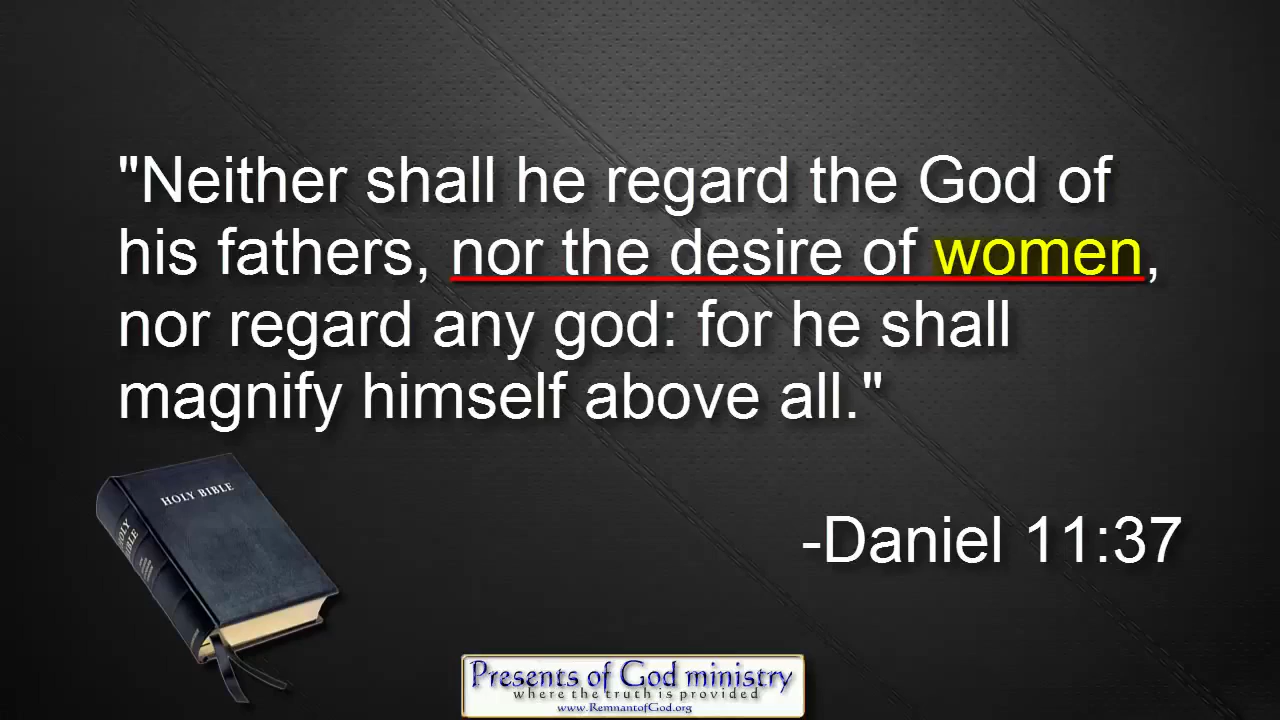 "Neither shall he regard the God of
his fathers, nor the desire of women,
nor regard any god: for he shall
magnify himself above all."
HOLY BIBLE
HOLY
BIBLE
-Daniel 11:37
Presents of God ministry
where the truth is provided
www.RemnantofGod.org